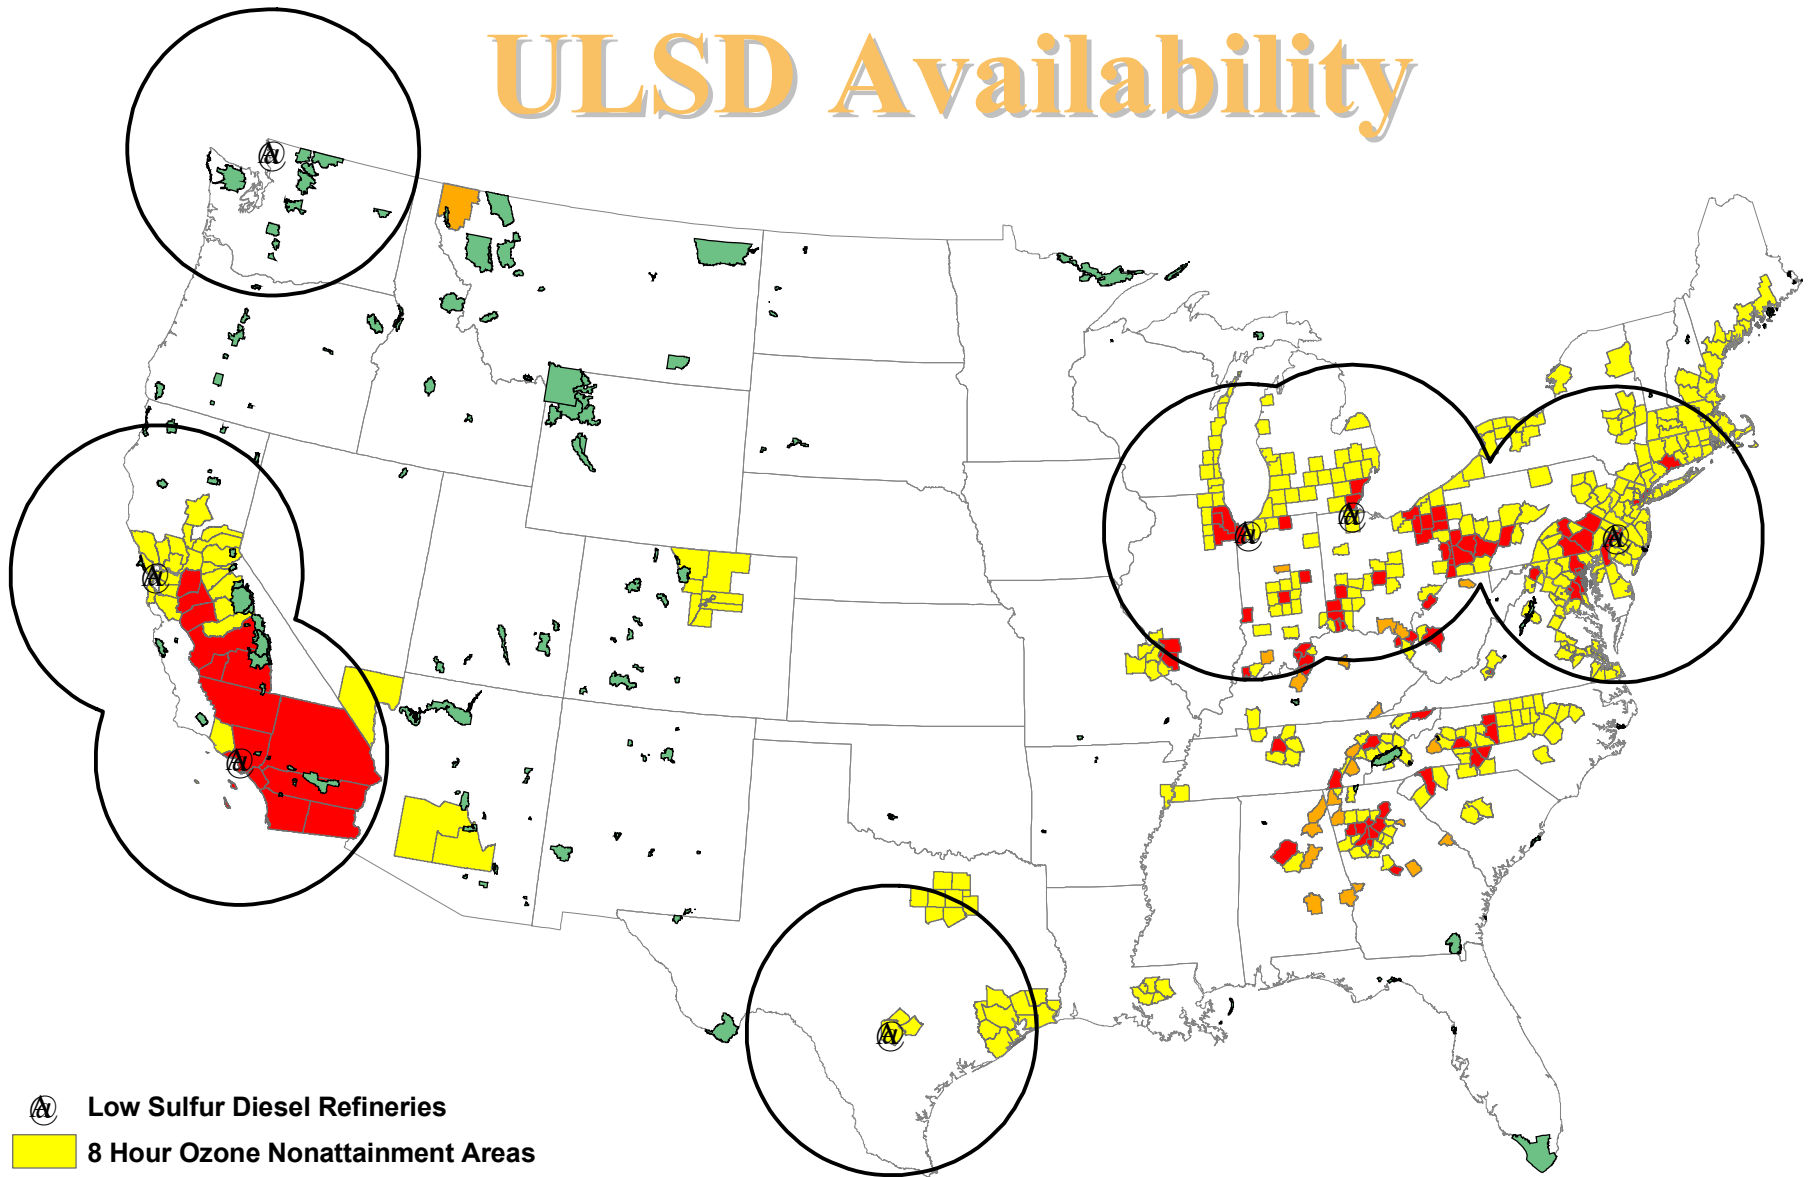 ULSD Availability
Low Sulfur Diesel Refineries
8 Hour Ozone Nonattainment Areas